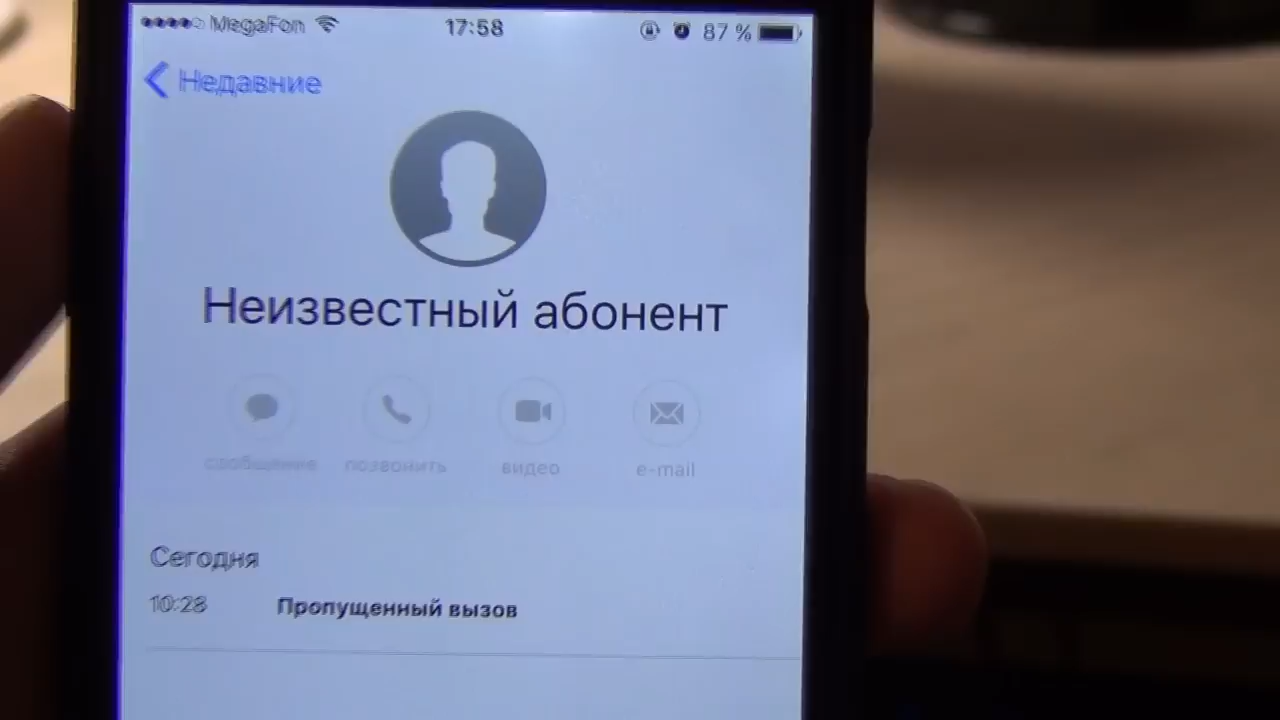 MegaFon 17:58 87 %
Недавние
Неизвестный абонент
сообщение позвонить видео e-mail
Сегодня
10:28 Пропущенный вызов